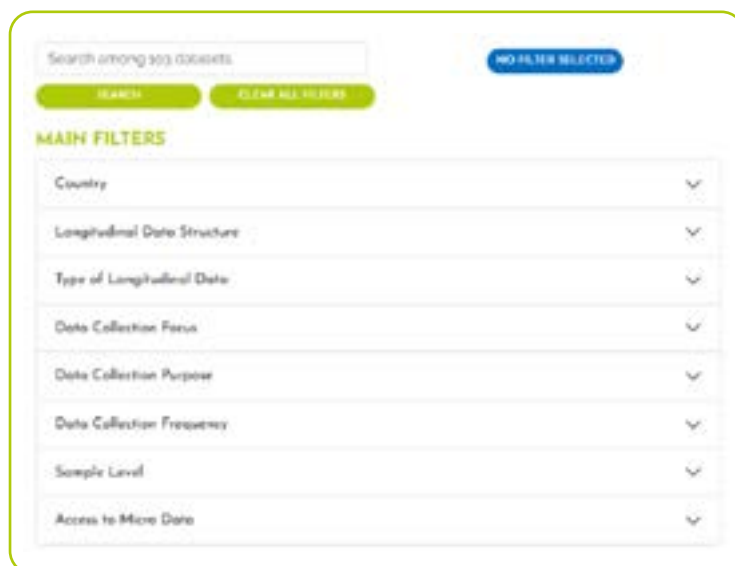 Search among datasets
NO FILTER SELECTED
SEARCH
CLEAR ALL FILTERS
MAIN FILTERS
Country
Longitudinal Data Structure
Type of Longitudinal Data
Data Collection Focus
Data Collection Purpose
Data Collection Frequency
Sample Level
Access to Micro Data